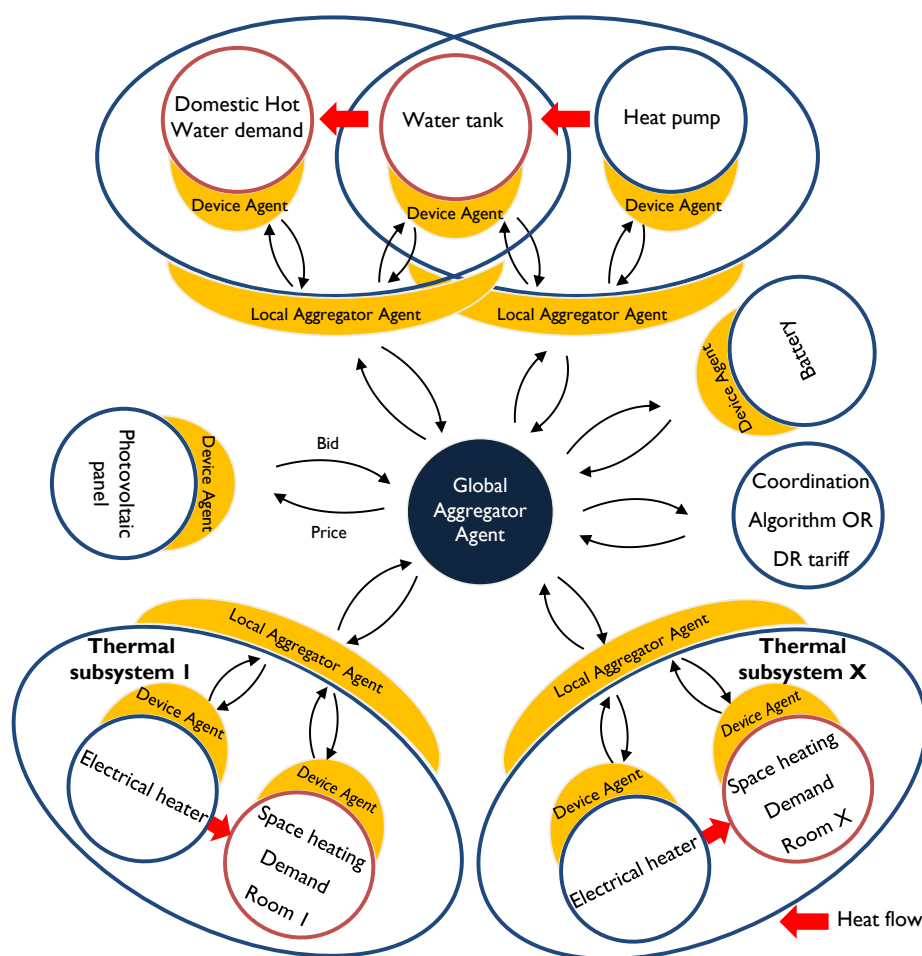 Domestic Hot
Water demand
Water tank
Heat pump
Device Agent
Device Agent
Device Agent
Local Aggregator Agent
Local Aggregator Agent
Battery
Device Agent
Photovoltaic
panel
Device Agent
Bid
Price
Global
Aggregator
Agent
Coordination
Algorithm OR
DR tariff
Local Aggregator Agent
Thermal
subsystem 1
Device Agent
Electrical heater
Device Agent
Space heating
Demand
Room 1
Local Aggregator Agent
Thermal
subsystem X
Device Agent
Space heating
Demand
Room X
Device Agent
Electrical heater
Heat flow